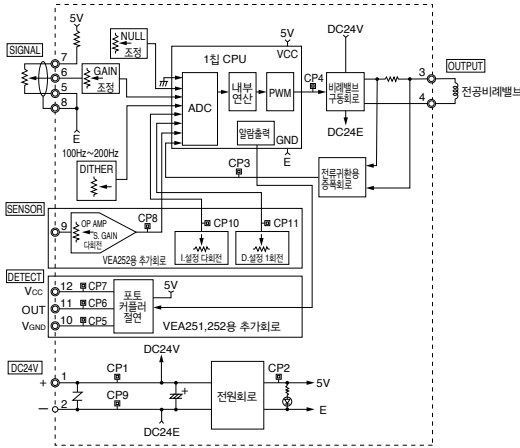 5V
NULL
조정
SIGNAL
7
6
5
8
GAIN
조정
E
1칩 CPU
5V
VCC
ADC
내부
연산
PWM
알람출력
GND
E
CP4
DC24V
비례밸브
구동회로
DC24E
3
4
OUTPUT
전공비례밸브
전류귀환용
증폭회로
CP3
100Hz~200Hz
DITHER
SENSOR
9
OP AMP
S. GAIN
다회전
CP8
CP10
CP11
I.설정 다회전
D.설정 1회전
VEA252용 추가회로
DETECT
Vcc
12
CP7
OUT
11
CP6
VGND
10
CP5
포토
커플러
절연
5V
VEA251,252용 추가회로
DC24V
+
1
CP1
DC24V
+
전원회로
CP2
5V
−
2
CP9
DC24E
E